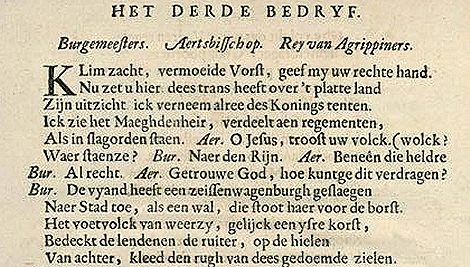 HET DERDE BEDRYF.
Burgemeesters. Aertsbisschop. Rey van Agrippiners.
KLim zacht, vermoeide Vorst, geef my uw rechte hand.
Nu zet u hier dees trans heeft over 't platte land
Zijn uitzicht ick verneem alree des Konings tenten.
Ick zie het Maeghdenheir, verdeelt aen regementen,
Als in slagorden staen. Aer. O Jesus, troost uw volck. (wolck?
Waer staenze? Bur. Naer den Rijn. Aer. Beneên die heldre
Bur. Al recht. Aer. Getrouwe God, hoe kuntge dit verdragen?
Bur. De vyand heeft een zeissenwagenburgh geslaegen
Naer Stad toe, als een wal, die stoot haer voor de borst.
Het voetvolck van weerzy, gelijck een ysre korst,
Bedeckt de lendenen: de ruiter, op de hielen
Van achter, kleed den rugh van dees gedoemde zielen.